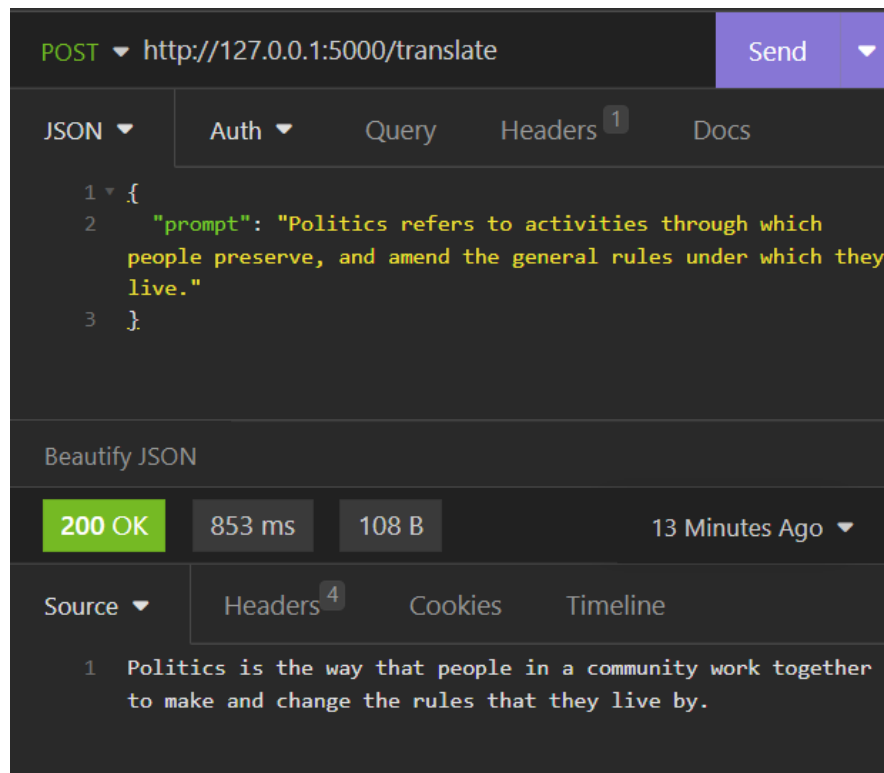 POST http://127.0.0.1:5000/translate Send
JSON Auth Query Headers 1 Docs
1 {
2 "prompt": "Politics refers to activities through which
people preserve, and amend the general rules under which they
live."
3 }
Beautify JSON
200 OK 853 ms 108 B 13 Minutes Ago
Source Headers 4 Cookies Timeline
1 Politics is the way that people in a community work together
to make and change the rules that they live by.